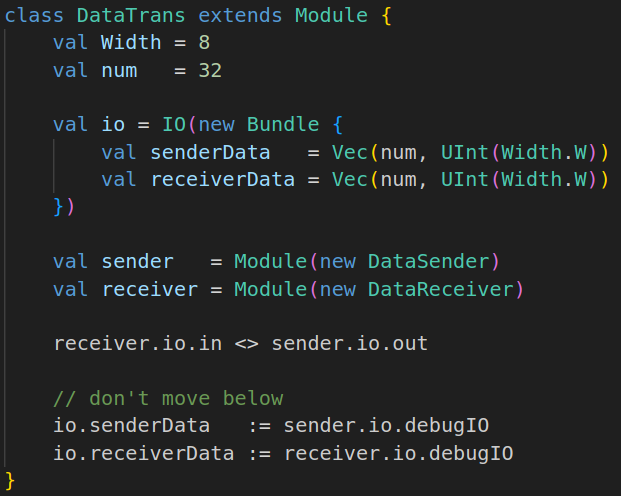 class DataTrans extends Module {
    val Width = 8
    val num   = 32

    val io = IO(new Bundle {
        val senderData   = Vec(num, UInt(Width.W))
        val receiverData = Vec(num, UInt(Width.W))
    })

    val sender   = Module(new DataSender)
    val receiver = Module(new DataReceiver)

    receiver.io.in <> sender.io.out

    // don't move below
    io.senderData   := sender.io.debugIO
    io.receiverData := receiver.io.debugIO
}